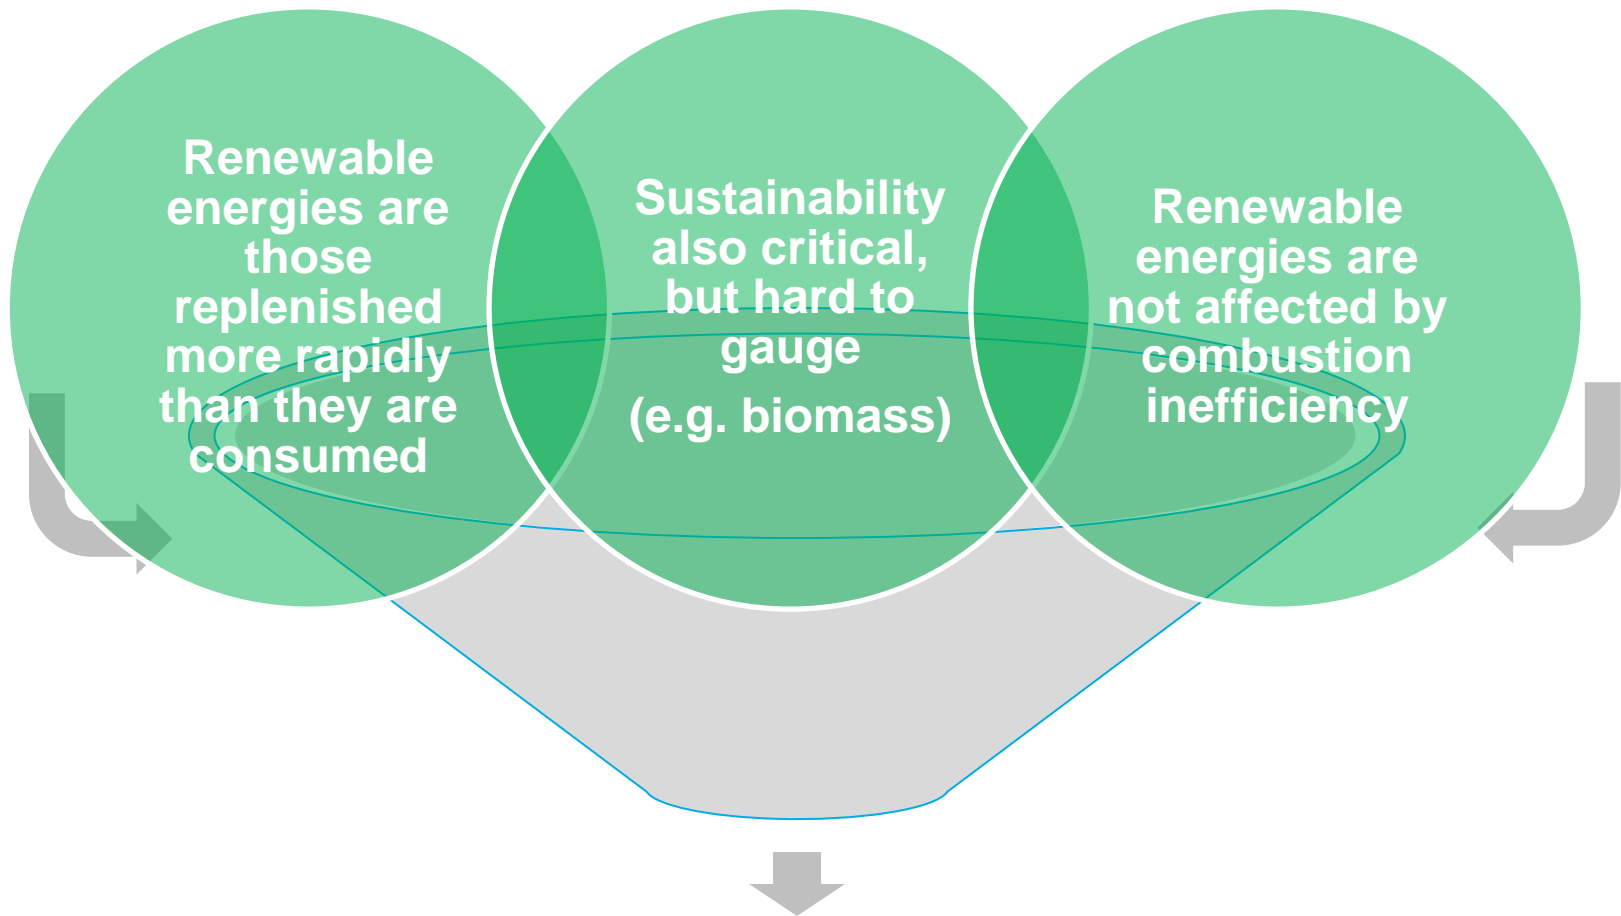 Renewable
energies are
those
replenished
more rapidly
than they are
consumed
Sustainability
also critical,
but hard to
gauge
(e.g. biomass)
Renewable
energies are
not affected by
combustion
inefficiency